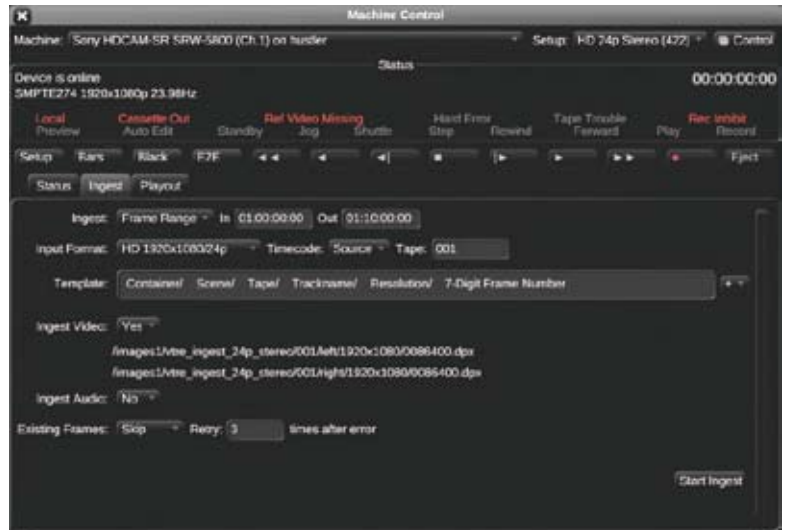 Machine Control
Machine: Sony HDCAM-SR SRW-5800 (Ch.1) on hustler Setup: HD 24p Stereo (422) Control
Status
Device is online 00:00:00:00
SMPTE274 1920x1080p 23.98Hz
Local Cassette Out Ref Video Missing Hard Error Tape Trouble Rec Inhibit
Preview Auto Edit Standby Jog Shuttle Stop Rewind Forward Play Record
Setup Bars Black E2E Eject
Status Ingest Playout
Ingest: Frame Range In 01:00:00:00 Out 01:10:00:00
Input Format: HD 1920x1080/24p Timecode: Source Tape: 001
Template: Container/ Scene/ Tape/ Trackname/ Resolution/ 7-Digit Frame Number +
Ingest Video: Yes
/images1/vtre_ingest_24p_stereo/001/left/1920x1080/0086400.dpx
/images1/vtre_ingest_24p_stereo/001/right/1920x1080/0086400.dpx
Ingest Audio: No
Existing Frames: Skip Retry: 3 times after error
Start Ingest